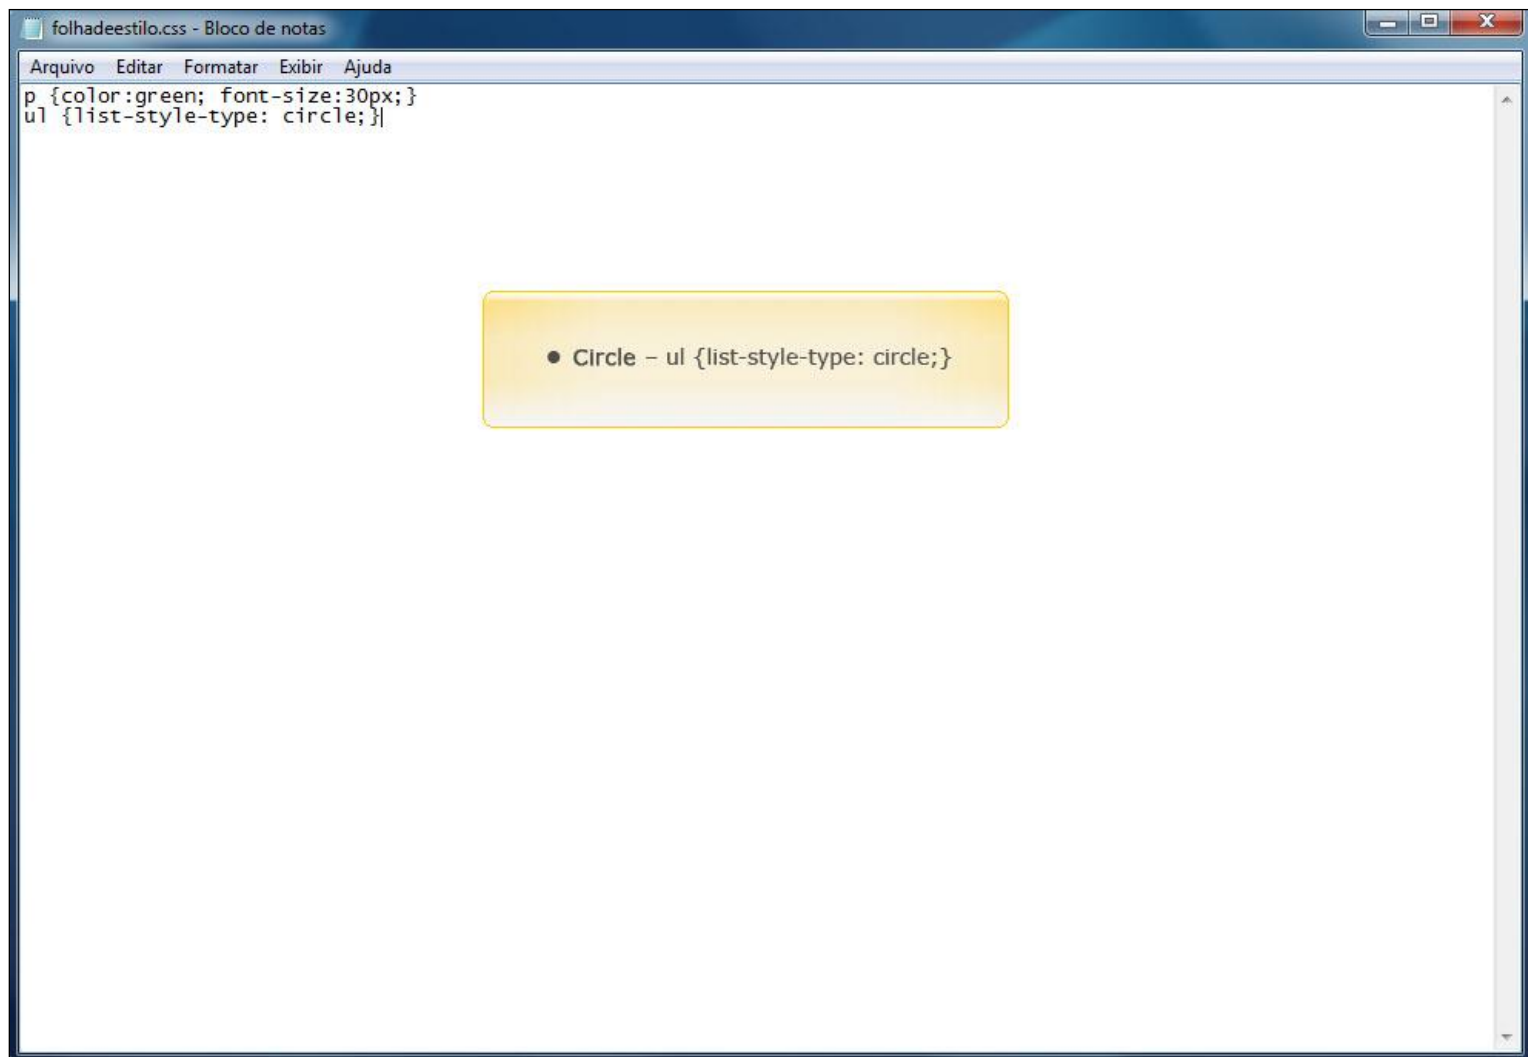 folhadeestilo.css - Bloco de notas
Arquivo Editar Formatar Exibir Ajuda
p {color:green; font-size:30px;}
ul {list-style-type: circle;}
• Circle – ul {list-style-type: circle;}